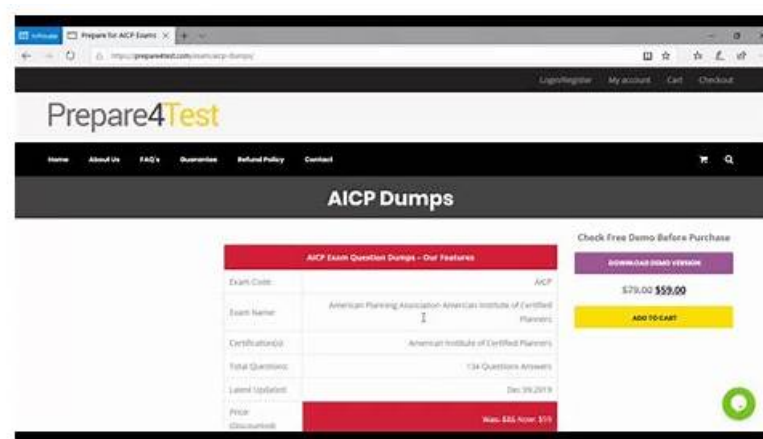 InPrivate Prepare for AICP Exams
https://prepare4test.com/exam/aicp-dumps/
Login/Register My account Cart Checkout
Prepare4Test
Home About Us FAQ's Guarantee Refund Policy Contact
AICP Dumps
AICP Exam Question Dumps - Our Features
Exam Code: AICP
Exam Name: American Planning Association American Institute of Certified
Planners
Certification(s): American Institute of Certified Planners
Total Questions: 134 Questions Answers
Latest Updated: Dec 09,2019
Price
(Discounted): Now: $59
Check Free Demo Before Purchase
DOWNLOAD DEMO VERSION
$79.00 $59.00
ADD TO CART